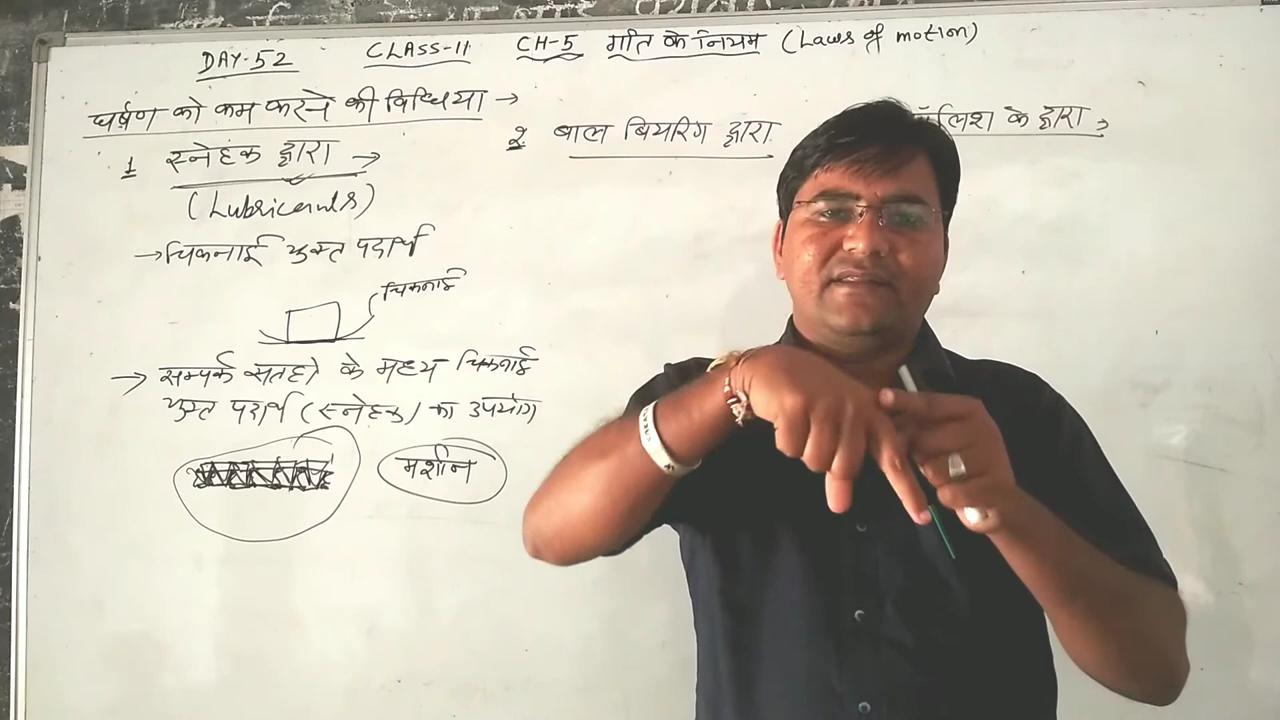 DAY-52 CLASS-11 CH-5 गति के नियम (Laws of motion)
घर्षण को कम करने की विधिया →
1 स्नेहक द्वारा →
(Lubricants)
→ चिकनाई युक्त पदार्थ
चिकनाई
→ सम्पर्क सतहो के मध्य चिकनाई
युक्त पदार्थ (स्नेहक) का उपयोग
मशीन
2. बाल बियरिंग द्वारा
के द्वारा →